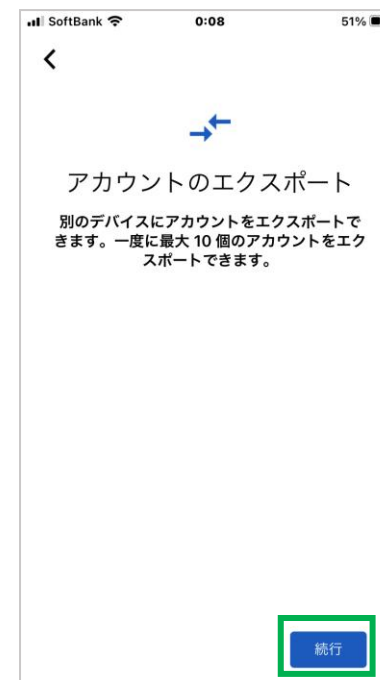 SoftBank 0:08 51%
アカウントのエクスポート
別のデバイスにアカウントをエクスポートで
きます。一度に最大 10 個のアカウントをエク
スポートできます。
続行